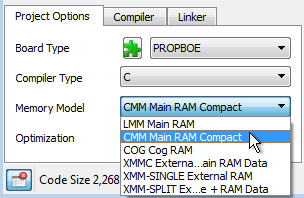 Project Options Compiler Linker
Board Type PROPBOE
Compiler Type C
Memory Model CMM Main RAM Compact
LMM Main RAM
Optimization CMM Main RAM Compact
COG Cog RAM
XMMC Externa...ain RAM Data
XMM-SINGLE External RAM
Code Size 2,268 XMM-SPLIT Ex...e + RAM Data